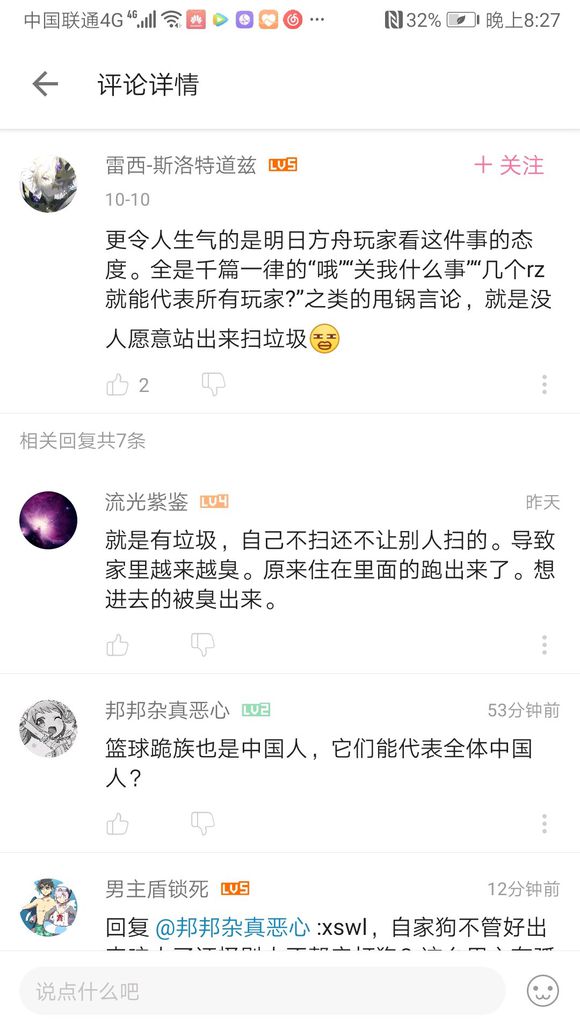 中国联通4G 4G 32% 晚上8:27
评论详情
雷西-斯洛特道兹 LV5 + 关注
10-10
更令人生气的是明日方舟玩家看这件事的态
度。全是千篇一律的“哦”“关我什么事”“几个rz
就能代表所有玩家?”之类的甩锅言论，就是没
人愿意站出来扫垃圾
2
相关回复共7条
流光紫鉴 LV4 昨天
就是有垃圾，自己不扫还不让别人扫的。导致
家里越来越臭。原来住在里面的跑出来了。想
进去的被臭出来。
邦邦杂真恶心 LV2 53分钟前
篮球跪族也是中国人，它们能代表全体中国
人？
男主盾锁死 LV5 12分钟前
回复 @邦邦杂真恶心 :xswl，自家狗不管好出
说点什么吧